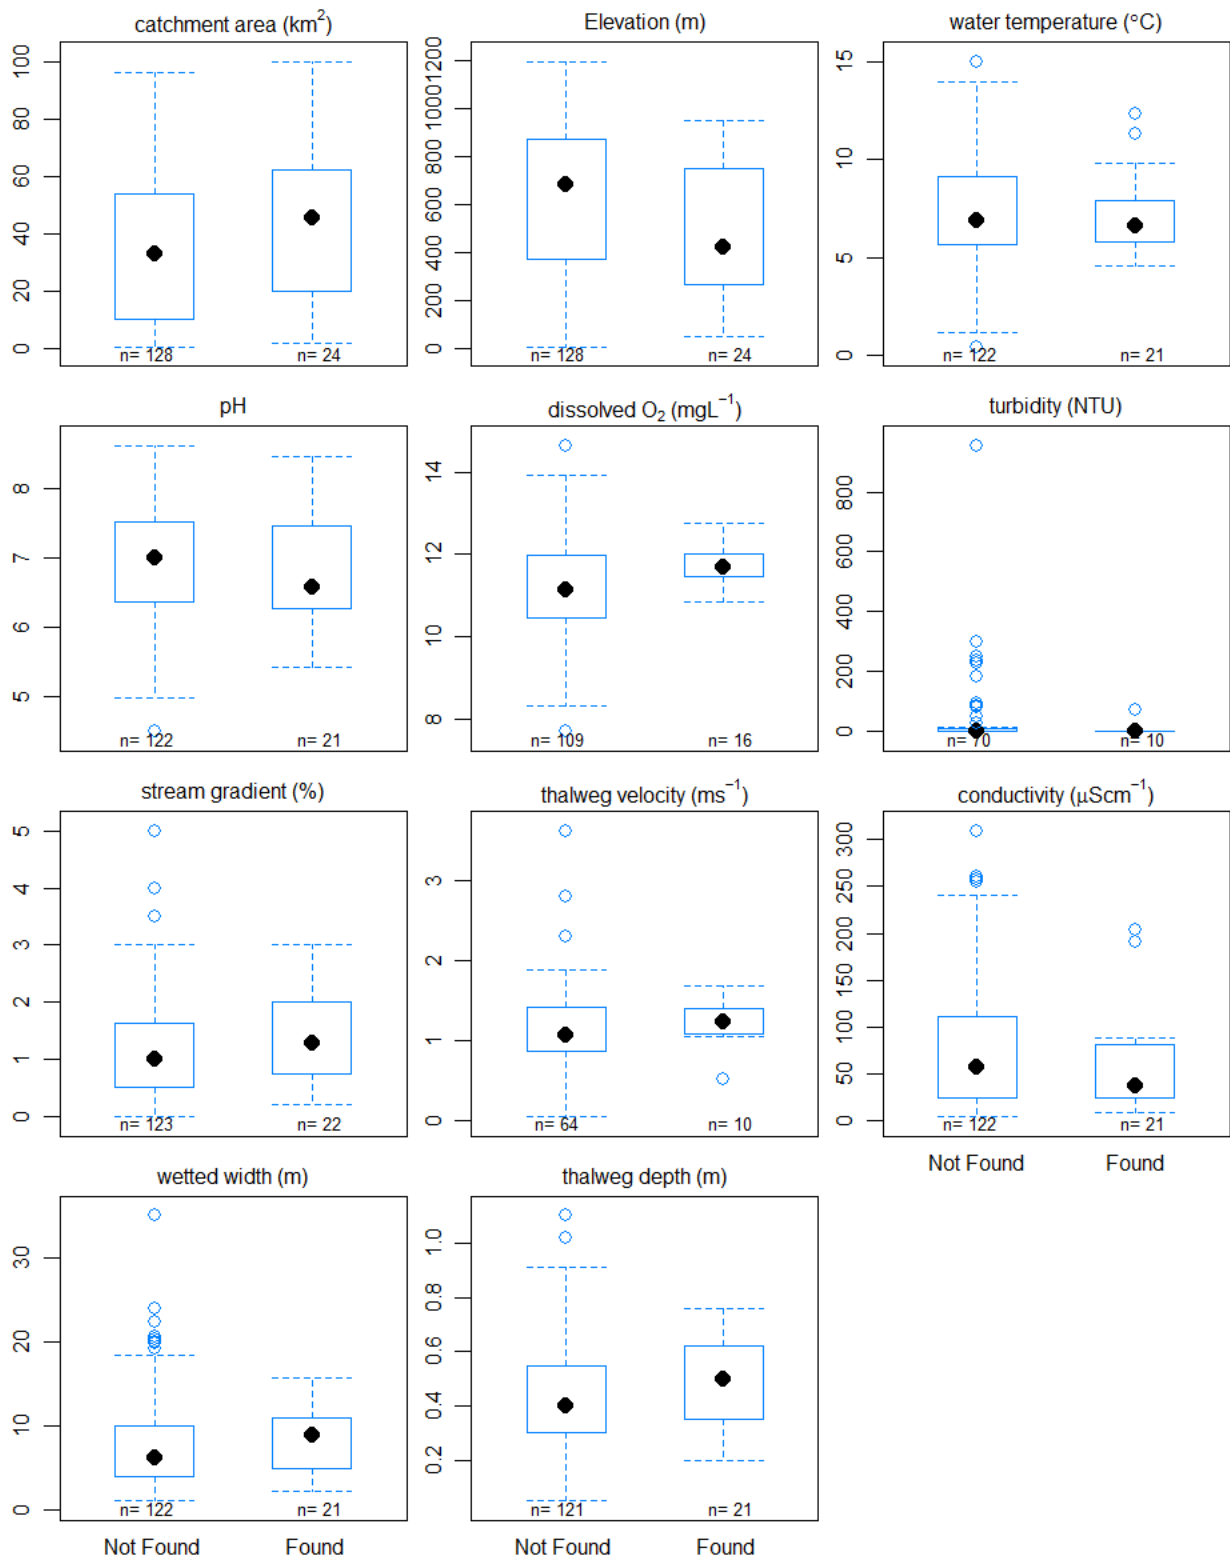 catchment area (km²) Elevation (m) water temperature (°C)
0 20 40 60 80 100
0 200 400 600 800 1000 1200
0 5 10 15
n= 128 n= 24 n= 128 n= 24 n= 122 n= 21
pH dissolved O₂ (mgL⁻¹) turbidity (NTU)
5 6 7 8
8 10 12 14
0 200 400 600 800
n= 122 n= 21 n= 109 n= 16 n= 70 n= 10
stream gradient (%) thalweg velocity (ms⁻¹) conductivity (μScm⁻¹)
0 1 2 3 4 5
0 1 2 3
0 50 100 150 200 250 300
n= 123 n= 22 n= 64 n= 10 n= 122 n= 21
Not Found Found
wetted width (m) thalweg depth (m)
0 10 20 30
0.2 0.4 0.6 0.8 1.0
n= 122 n= 21 n= 121 n= 21
Not Found Found Not Found Found